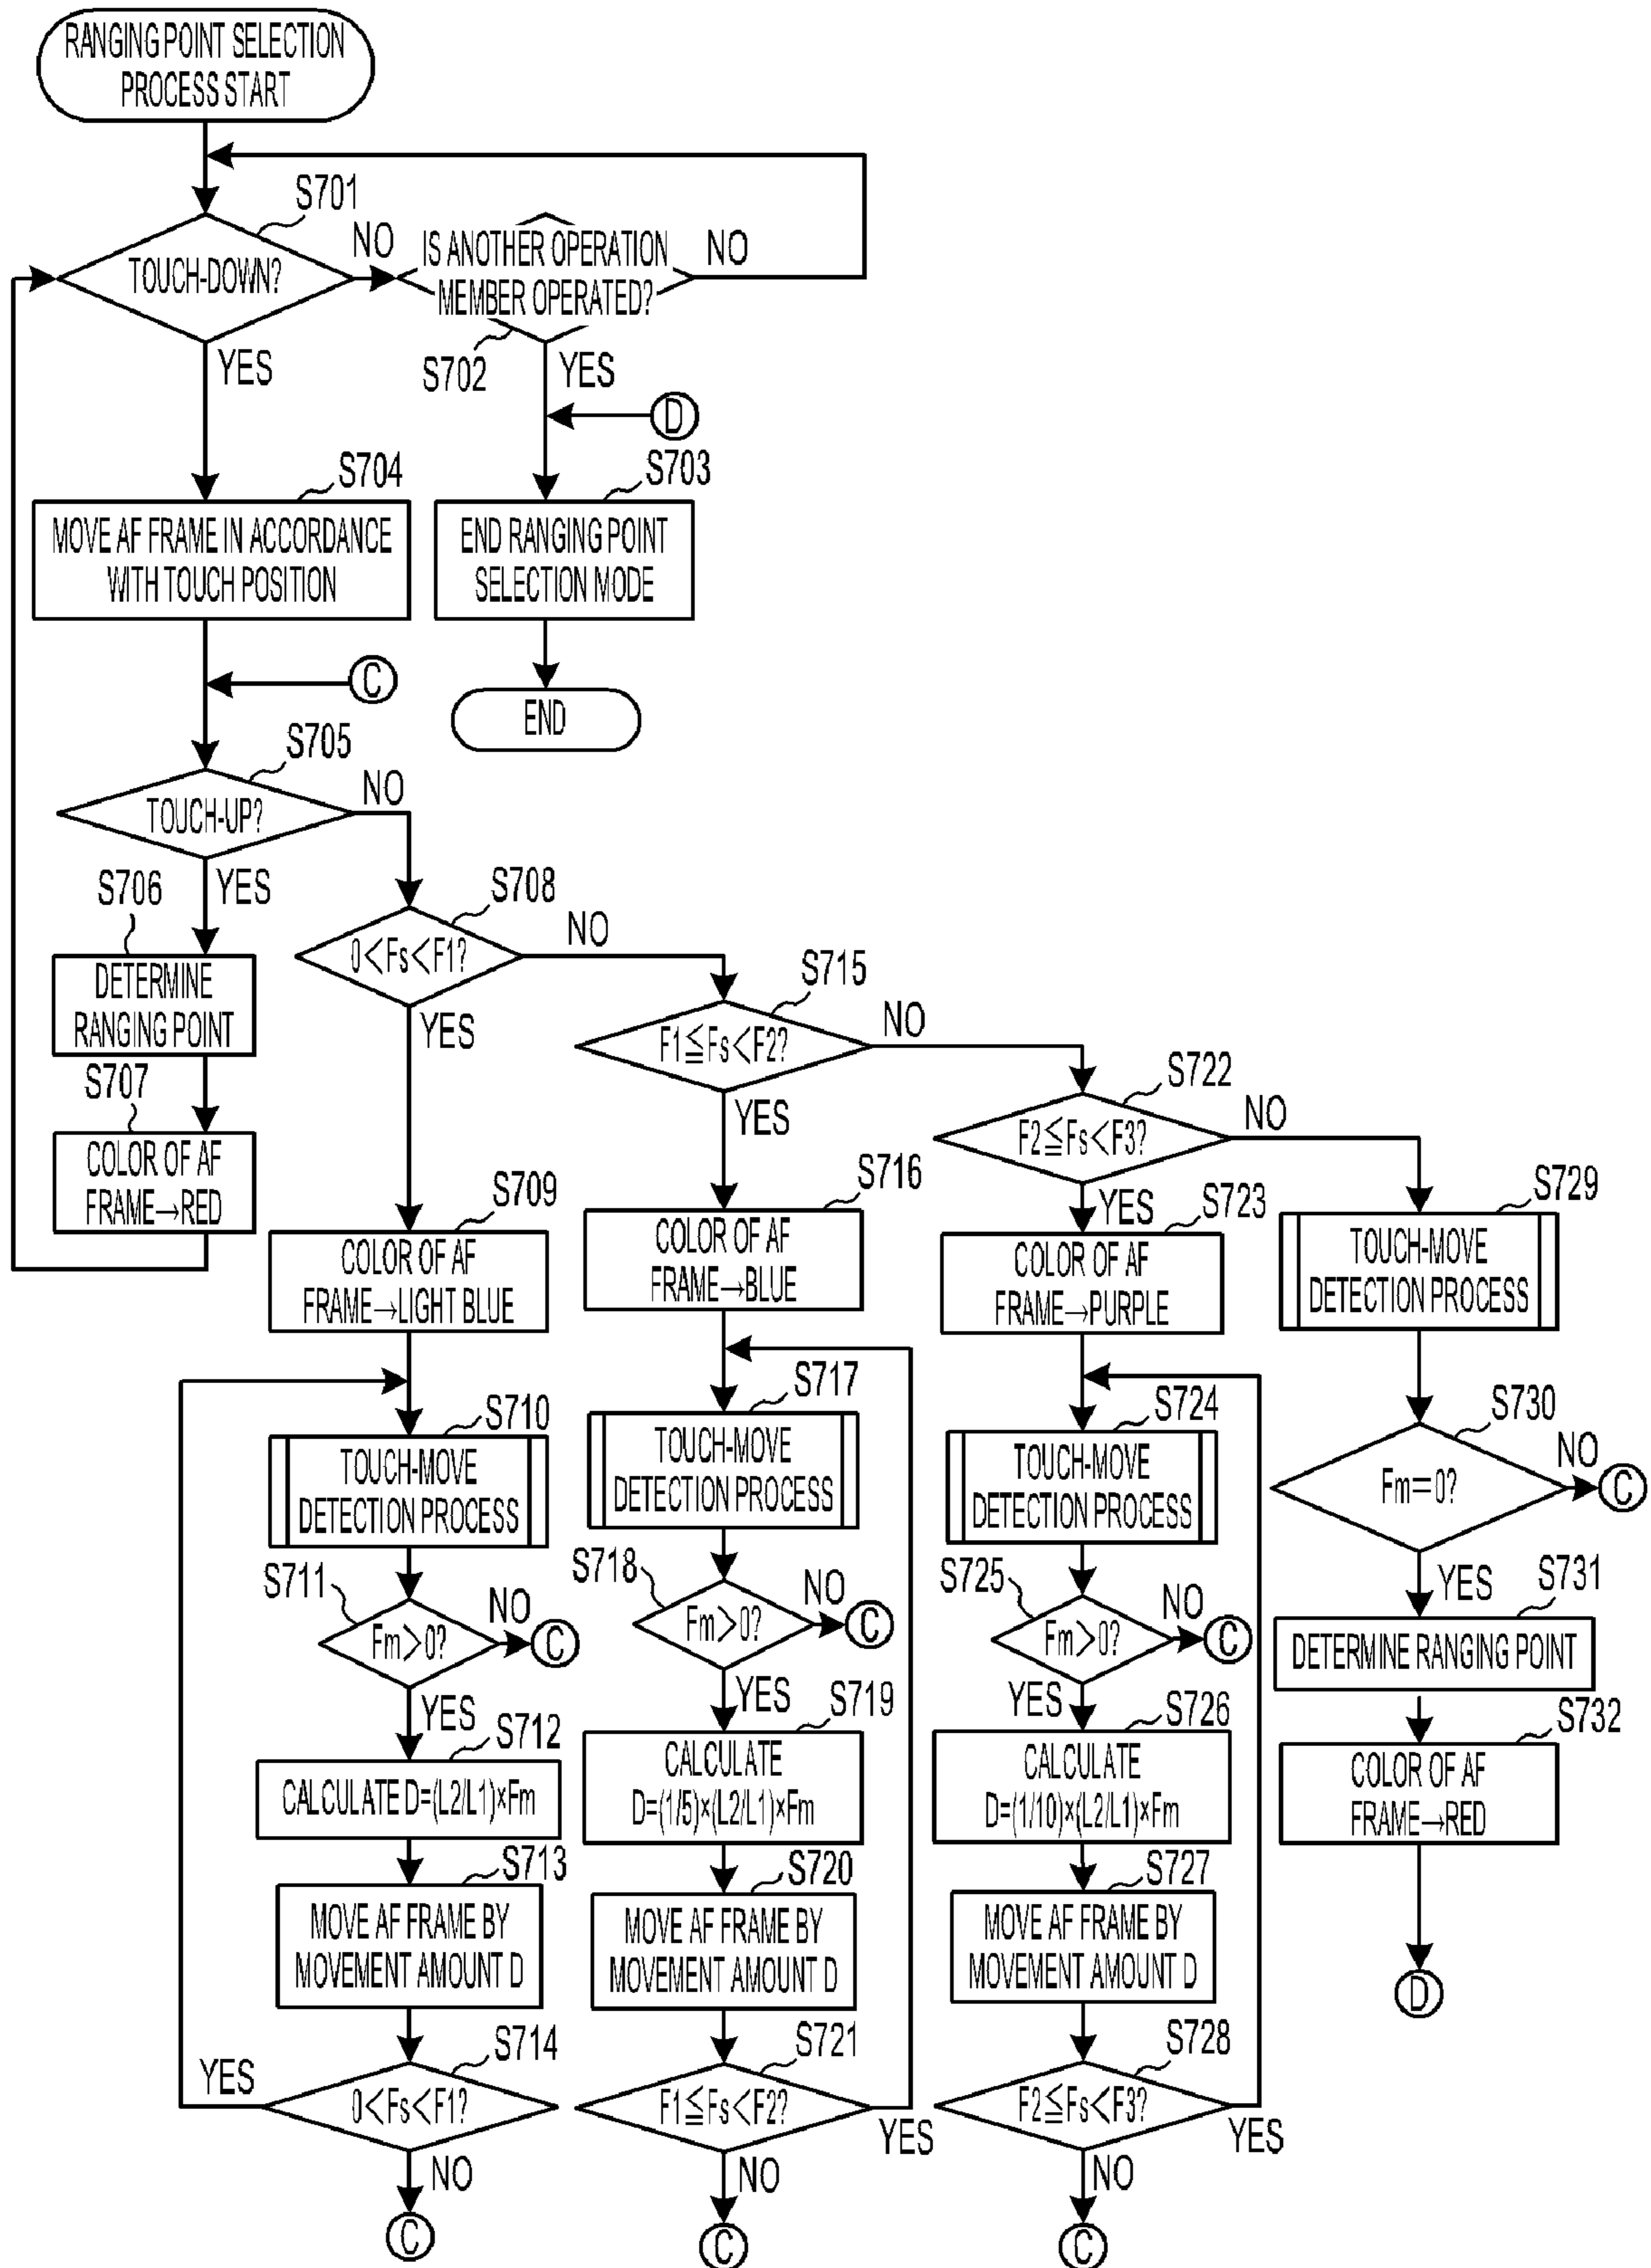 RANGING POINT SELECTION
PROCESS START
S701
TOUCH-DOWN?
NO
YES
IS ANOTHER OPERATION
MEMBER OPERATED?
NO
S702
YES
D
S704
MOVE AF FRAME IN ACCORDANCE
WITH TOUCH POSITION
S703
END RANGING POINT
SELECTION MODE
C
END
S705
TOUCH-UP?
NO
YES
S706
DETERMINE
RANGING POINT
S707
COLOR OF AF
FRAME→RED
S708
0<Fs<F1?
NO
YES
S709
COLOR OF AF
FRAME→LIGHT BLUE
S710
TOUCH-MOVE
DETECTION PROCESS
S711
Fm>0?
NO
C
YES
S712
CALCULATE D=(L2/L1)×Fm
S713
MOVE AF FRAME BY
MOVEMENT AMOUNT D
S714
0<Fs<F1?
YES
NO
C
S715
F1≦Fs<F2?
NO
YES
S716
COLOR OF AF
FRAME→BLUE
S717
TOUCH-MOVE
DETECTION PROCESS
S718
Fm>0?
NO
C
YES
S719
CALCULATE
D=(1/5)×(L2/L1)×Fm
S720
MOVE AF FRAME BY
MOVEMENT AMOUNT D
S721
F1≦Fs<F2?
YES
NO
C
S722
F2≦Fs<F3?
NO
YES
S723
COLOR OF AF
FRAME→PURPLE
S724
TOUCH-MOVE
DETECTION PROCESS
S725
Fm>0?
NO
C
YES
S726
CALCULATE
D=(1/10)×(L2/L1)×Fm
S727
MOVE AF FRAME BY
MOVEMENT AMOUNT D
S728
F2≦Fs<F3?
YES
NO
C
S729
TOUCH-MOVE
DETECTION PROCESS
S730
Fm=0?
NO
C
YES
S731
DETERMINE RANGING POINT
S732
COLOR OF AF
FRAME→RED
D